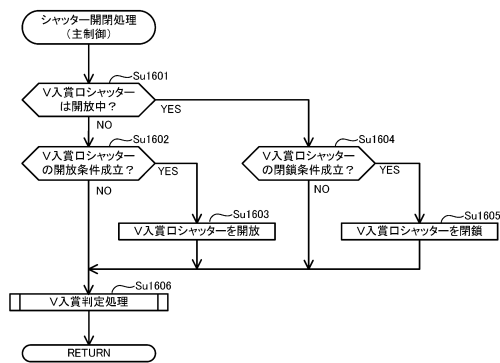 シャッター開閉処理
(主制御)
Su1601
V入賞口シャッター
は開放中？
YES
NO
Su1602
V入賞口シャッター
の開放条件成立？
YES
NO
Su1604
V入賞口シャッター
の閉鎖条件成立？
YES
NO
Su1603
V入賞口シャッターを開放
Su1605
V入賞口シャッターを閉鎖
Su1606
V入賞判定処理
RETURN